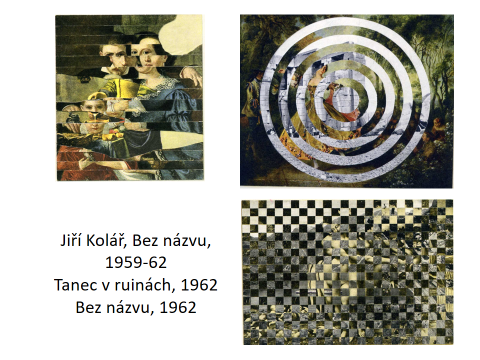 Jiří Kolář, Bez názvu,
1959-62
Tanec v ruinách, 1962
Bez názvu, 1962